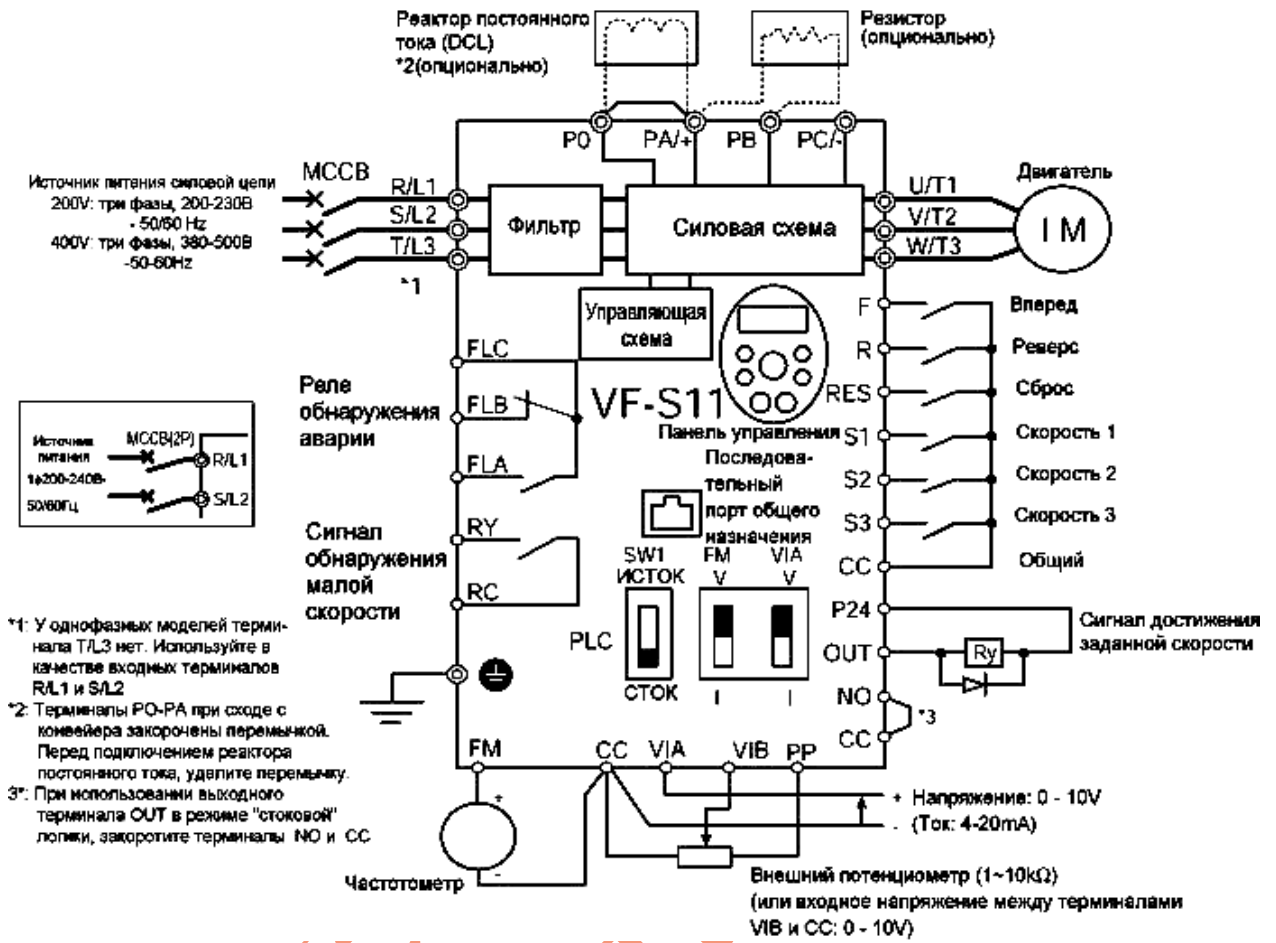 Реактор постоянного
тока (DCL)
*2(опционально)
Резистор
(опционально)
P0
PA/+
PB
PC/-
Источник питания силовой цепи
200V: три фазы, 200-230В
- 50/60 Hz
400V: три фазы, 380-500В
-50-60Hz
MCCB
R/L1
S/L2
T/L3
*1
Фильтр
Силовая схема
U/T1
V/T2
W/T3
Двигатель
I M
Управляющая
схема
F
Вперед
R
Реверс
RES
Сброс
S1
Скорость 1
S2
Скорость 2
S3
Скорость 3
CC
Общий
FLC
Реле
обнаружения
аварии
FLB
FLA
VF-S11
Панель управления
Последова-
тельный
порт общего
назначения
Источник
питания
1ф200-240В-
50/60Гц
MCCB(2P)
R/L1
S/L2
Сигнал
обнаружения
малой
скорости
RY
RC
SW1
ИСТОК
PLC
СТОК
FM
V
I
VIA
V
I
P24
OUT
Ry
Сигнал достижения
заданной скорости
NO
CC
*3
*1: У однофазных моделей терми-
нала T/L3 нет. Используйте в
качестве входных терминалов
R/L1 и S/L2
*2: Терминалы PO-PA при сходе с
конвейера закорочены перемычкой.
Перед подключением реактора
постоянного тока, удалите перемычку.
3*: При использовании выходного
терминала OUT в режиме "стоковой"
логики, закоротите терминалы NO и CC
FM
CC
VIA
VIB
PP
+
-
Частотометр
+ Напряжение: 0 - 10V
- (Ток: 4-20mA)
Внешний потенциометр (1~10kΩ)
(или входное напряжение между терминалами
VIB и CC: 0 - 10V)